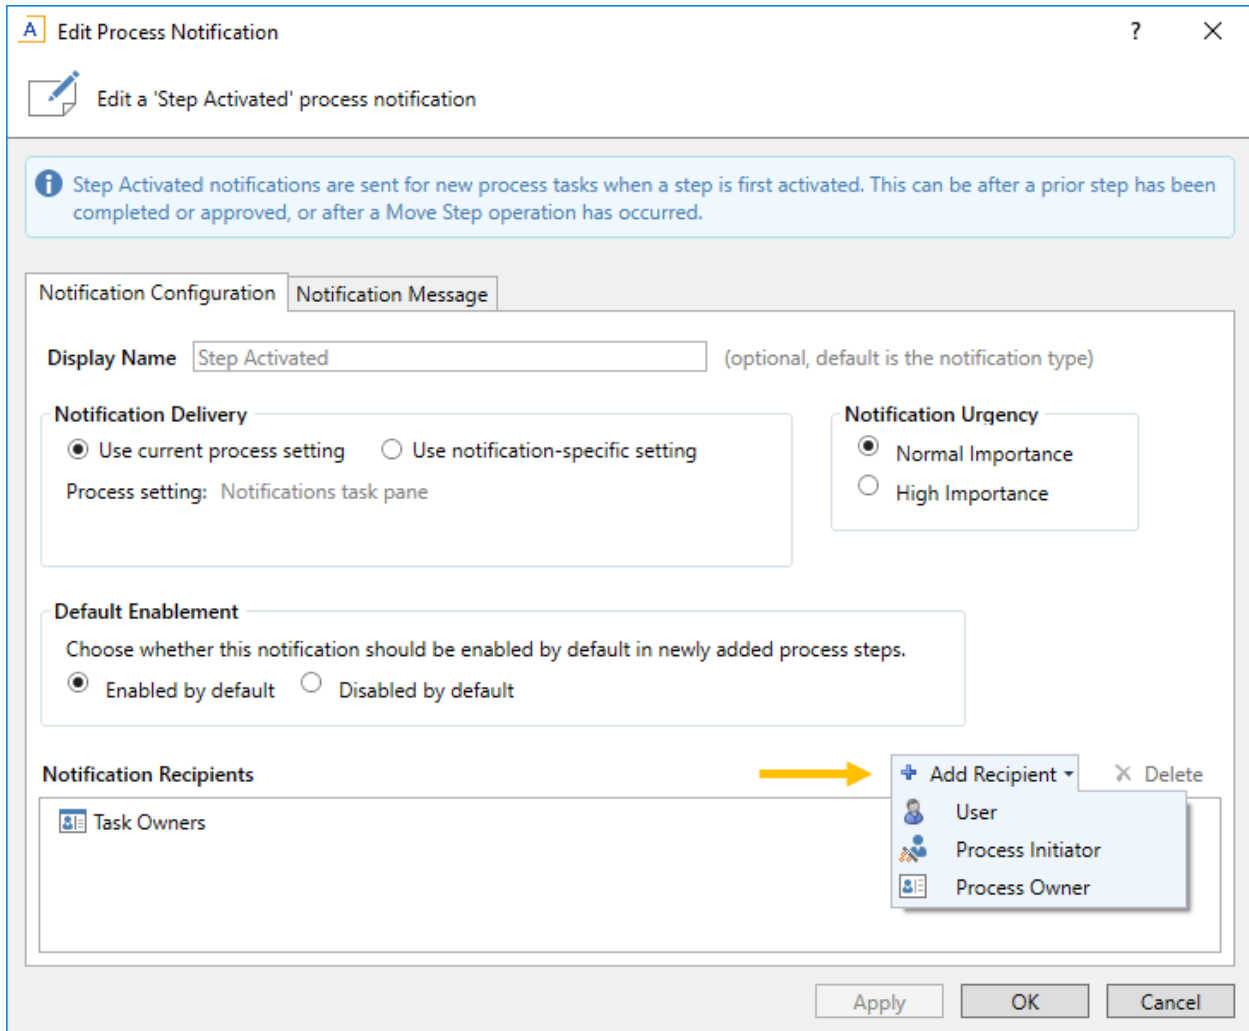 A Edit Process Notification ?
Edit a 'Step Activated' process notification
Step Activated notifications are sent for new process tasks when a step is first activated. This can be after a prior step has been
completed or approved, or after a Move Step operation has occurred.
Notification Configuration Notification Message
Display Name Step Activated (optional, default is the notification type)
Notification Delivery Notification Urgency
Use current process setting Use notification-specific setting Normal Importance
Process setting: Notifications task pane High Importance
Default Enablement
Choose whether this notification should be enabled by default in newly added process steps.
Enabled by default Disabled by default
Notification Recipients Add Recipient Delete
Task Owners User
Process Initiator
Process Owner
Apply OK Cancel